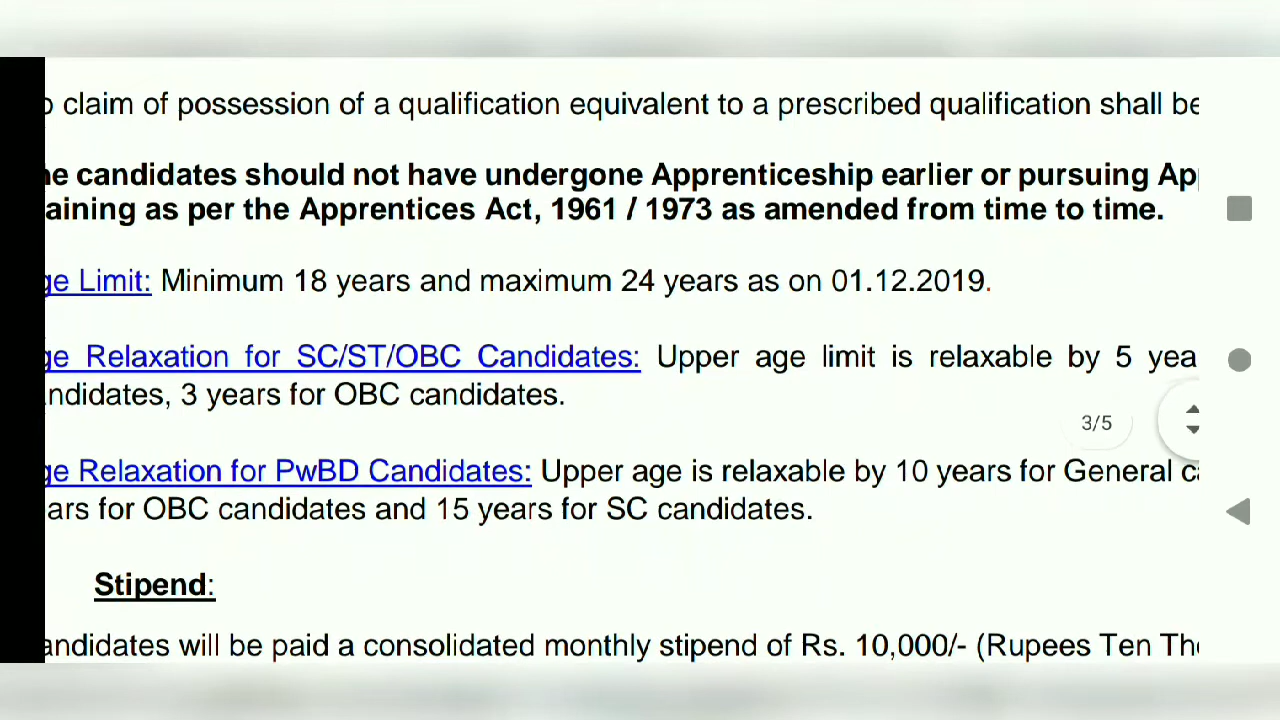 claim of possession of a qualification equivalent to a prescribed qualification shall be
candidates should not have undergone Apprenticeship earlier or pursuing
aining as per the Apprentices Act, 1961 / 1973 as amended from time to time.
ge Limit: Minimum 18 years and maximum 24 years as on 01.12.2019.
ge Relaxation for SC/ST/OBC Candidates: Upper age limit is relaxable by 5 yea
ndidates, 3 years for OBC candidates.
3/5
ge Relaxation for PwBD Candidates: Upper age is relaxable by 10 years for General
ars for OBC candidates and 15 years for SC candidates.
Stipend:
andidates will be paid a consolidated monthly stipend of Rs. 10,000/- (Rupees Ten